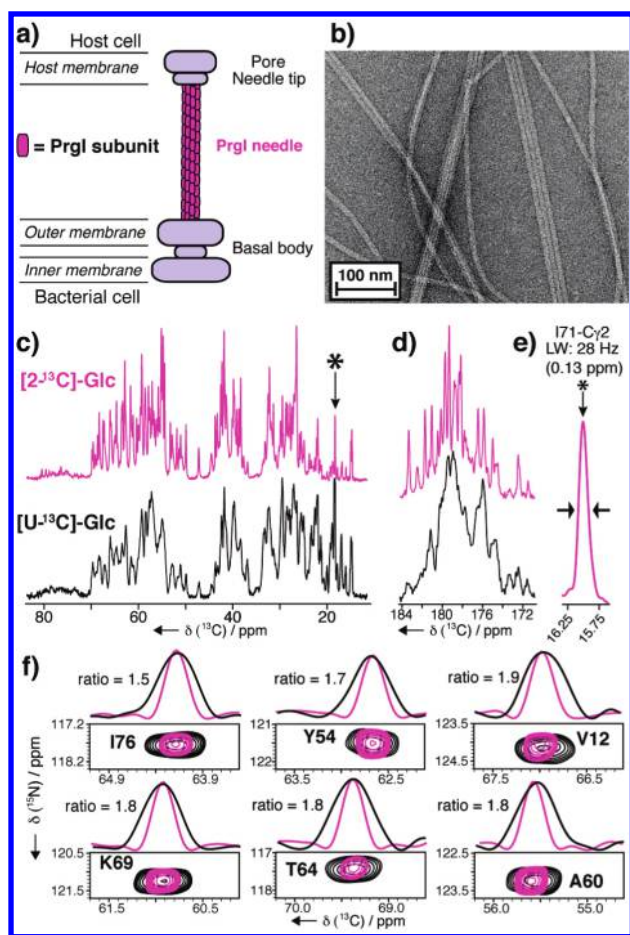 a)
Host cell
Host membrane
Pore
Needle tip
= PrgI subunit
PrgI needle
Outer membrane
Basal body
Inner membrane
Bacterial cell
b)
100 nm
c)
[2-¹³C]-Glc
*
[U-¹³C]-Glc
80 60 40 20
← δ (¹³C) / ppm
d)
184 180 176 172
← δ (¹³C) / ppm
e)
I71-Cγ2
LW: 28 Hz
(0.13 ppm)
*
16.25 15.75
f)
ratio = 1.5
I76
117.2
118.2
64.9 63.9
ratio = 1.7
Y54
121
122
63.5 62.5
ratio = 1.9
V12
123.5
124.5
67.5 66.5
δ (¹⁵N) / ppm
ratio = 1.8
K69
120.5
121.5
61.5 60.5
ratio = 1.8
T64
117
118
70.0 69.0
ratio = 1.8
A60
122.5
123.5
56.0 55.1
← δ (¹³C) / ppm